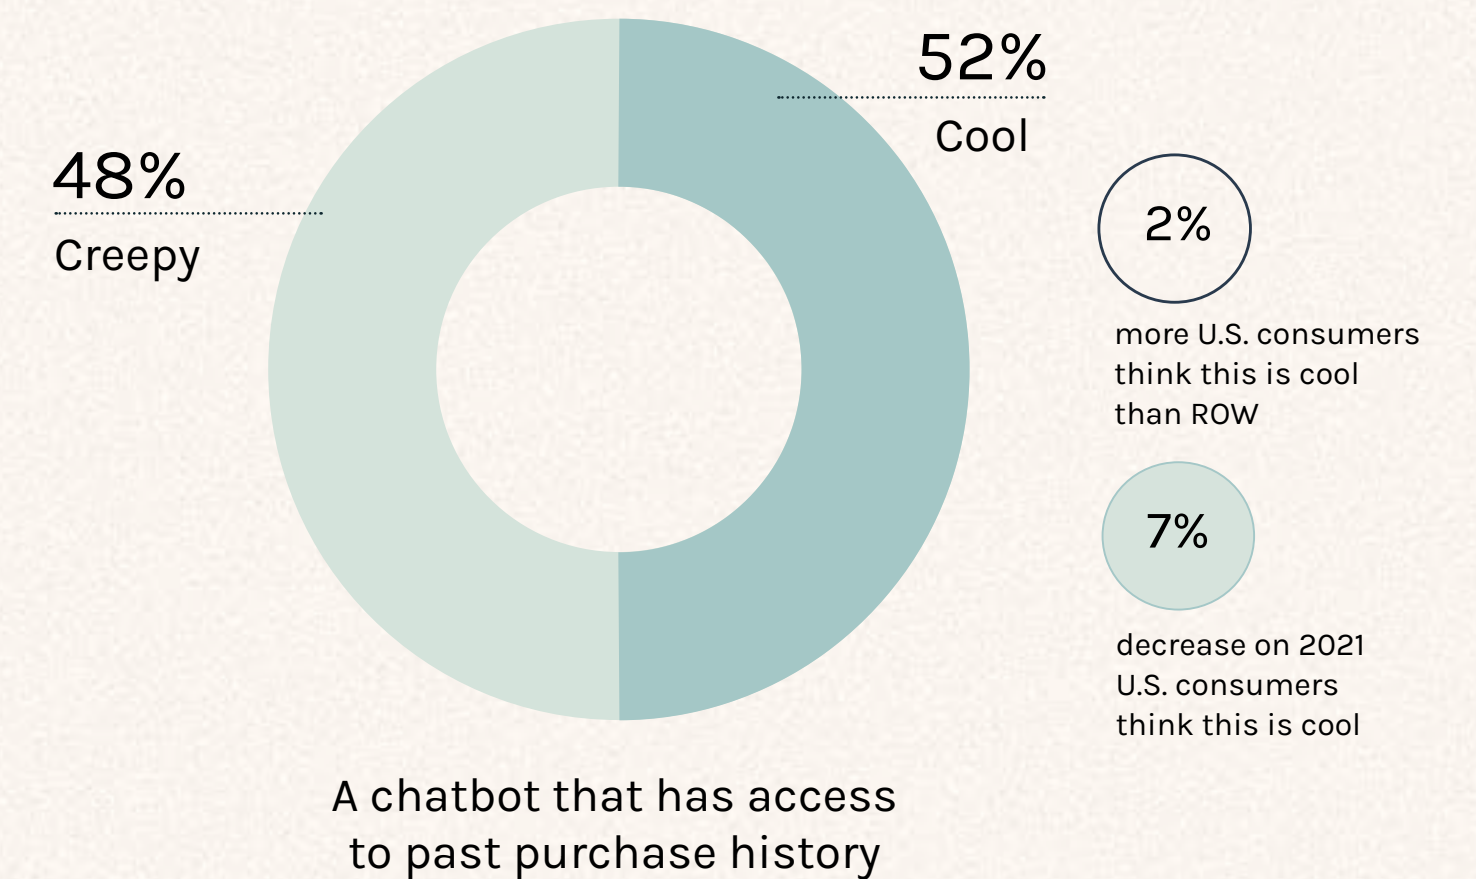 52%
Cool
48%
Creepy
2%
more U.S. consumers
think this is cool
than ROW
7%
decrease on 2021
U.S. consumers
think this is cool
A chatbot that has access
to past purchase history